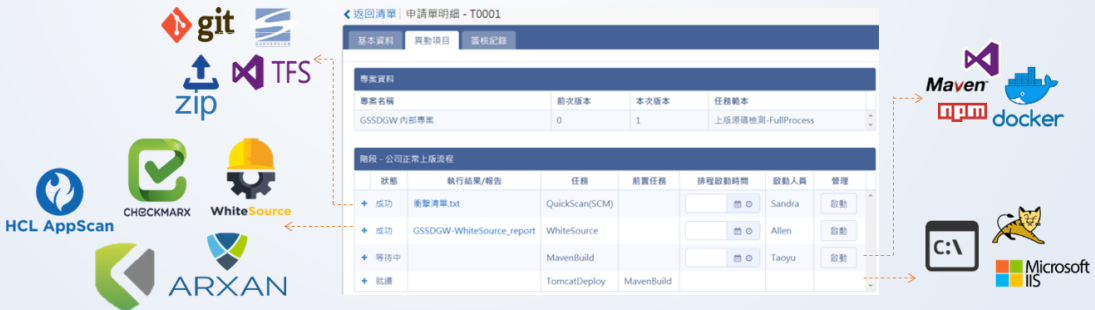 返回清單 | 申請單明細 - T0001
基本資料 異動項目 簽核記錄
專案資料
專案名稱 前次版本 本次版本 任務範本
GSSDGW 內部專案 0 1 上版源碼檢測-FullProcess
階段 - 公司正常上版流程
狀態 執行結果/報告 任務 前置任務 排程啟動時間 啟動人員 管理
+ 成功 衝擊清單.txt QuickScan(SCM) Sandra 啟動
+ 成功 GSSDGW-WhiteSource_report WhiteSource Allen 啟動
+ 等待中 MavenBuild Taoyu 啟動
+ 就緒 TomcatDeploy MavenBuild
git
SUBVERSION
TFS
zip
HCL AppScan
CHECKMARX
WhiteSource
ARXAN
Maven
npm
docker
C:\
Microsoft
IIS